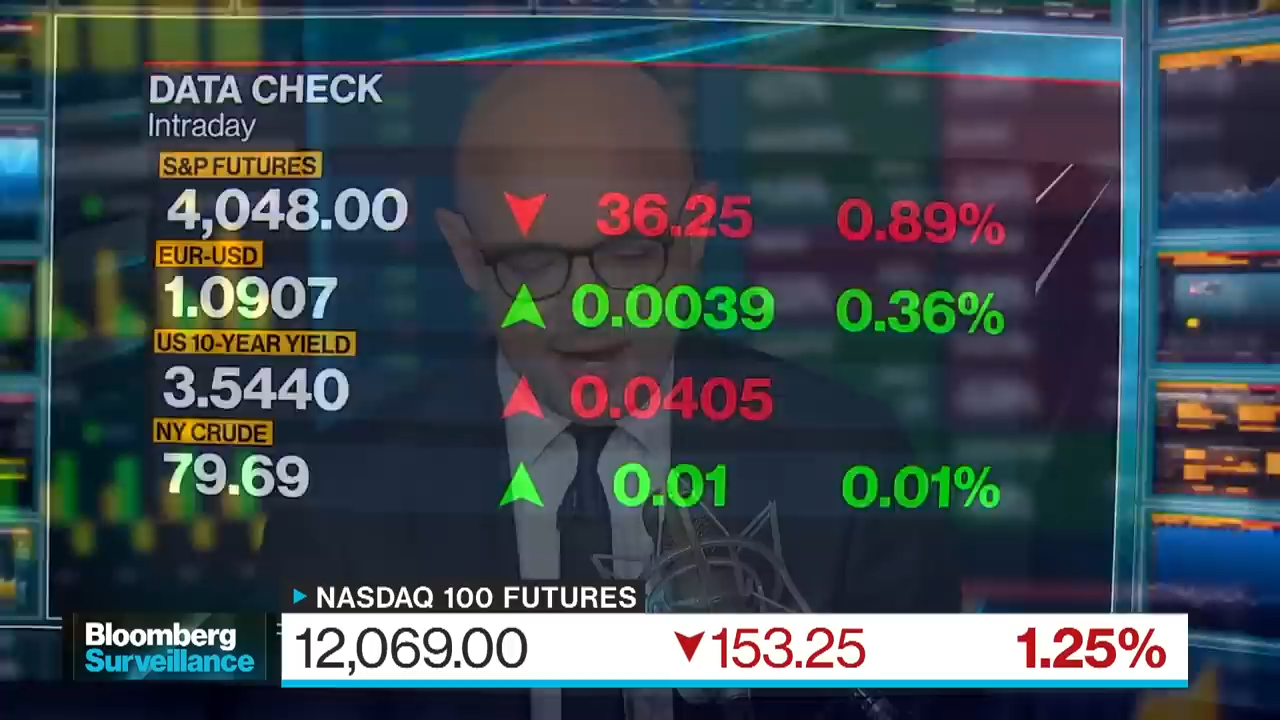 DATA CHECK
Intraday
S&P FUTURES
4,048.00 36.25 0.89%
EUR-USD
1.0907 0.0039 0.36%
US 10-YEAR YIELD
3.5440 0.0405
NY CRUDE
79.69 0.01 0.01%
NASDAQ 100 FUTURES
Bloomberg
Surveillance
12,069.00 153.25 1.25%